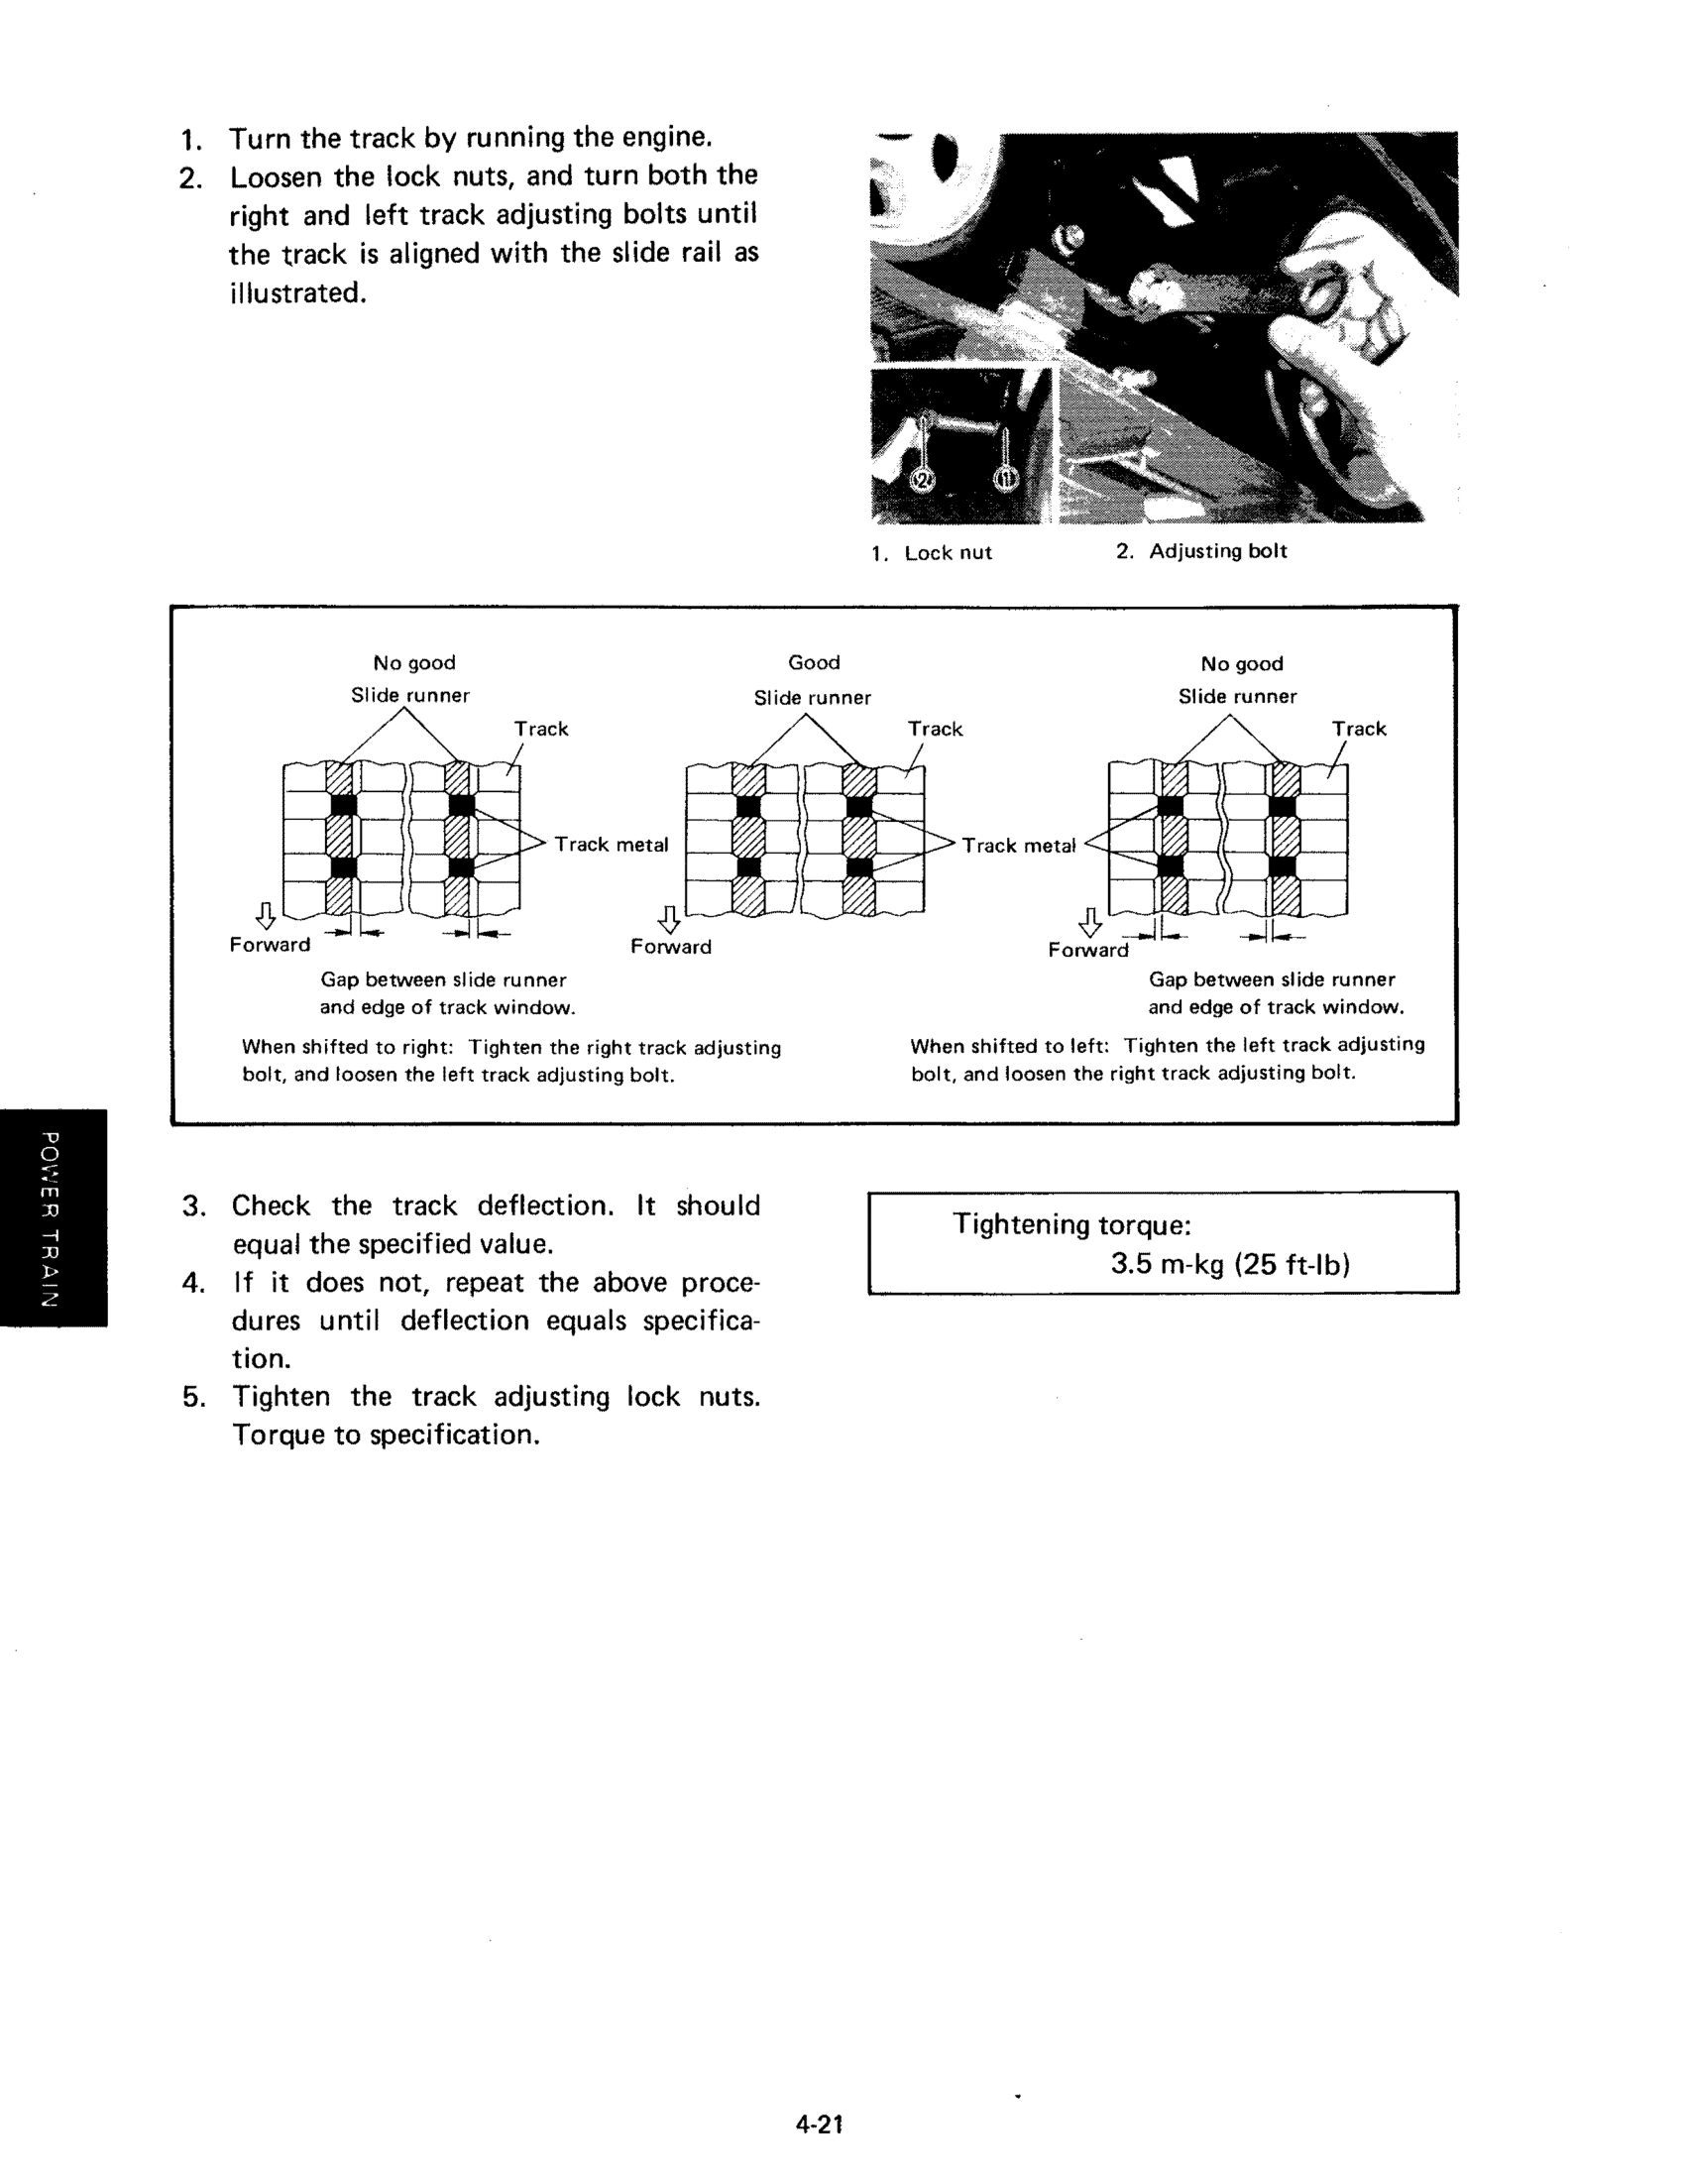 1. Turn the track by running the engine.
2. Loosen the lock nuts, and turn both the
right and left track adjusting bolts until
the track is aligned with the slide rail as
illustrated.
2 1
1. Lock nut 2. Adjusting bolt
No good
Slide runner
Track
Track metal
Forward
Gap between slide runner
and edge of track window.
When shifted to right: Tighten the right track adjusting
bolt, and loosen the left track adjusting bolt.
Good
Slide runner
Track
Track metal
Forward
No good
Slide runner
Track
Forward
Gap between slide runner
and edge of track window.
When shifted to left: Tighten the left track adjusting
bolt, and loosen the right track adjusting bolt.
POWER TRAIN
3. Check the track deflection. It should
equal the specified value.
4. If it does not, repeat the above proce-
dures until deflection equals specifica-
tion.
5. Tighten the track adjusting lock nuts.
Torque to specification.
Tightening torque:
3.5 m-kg (25 ft-lb)
4-21